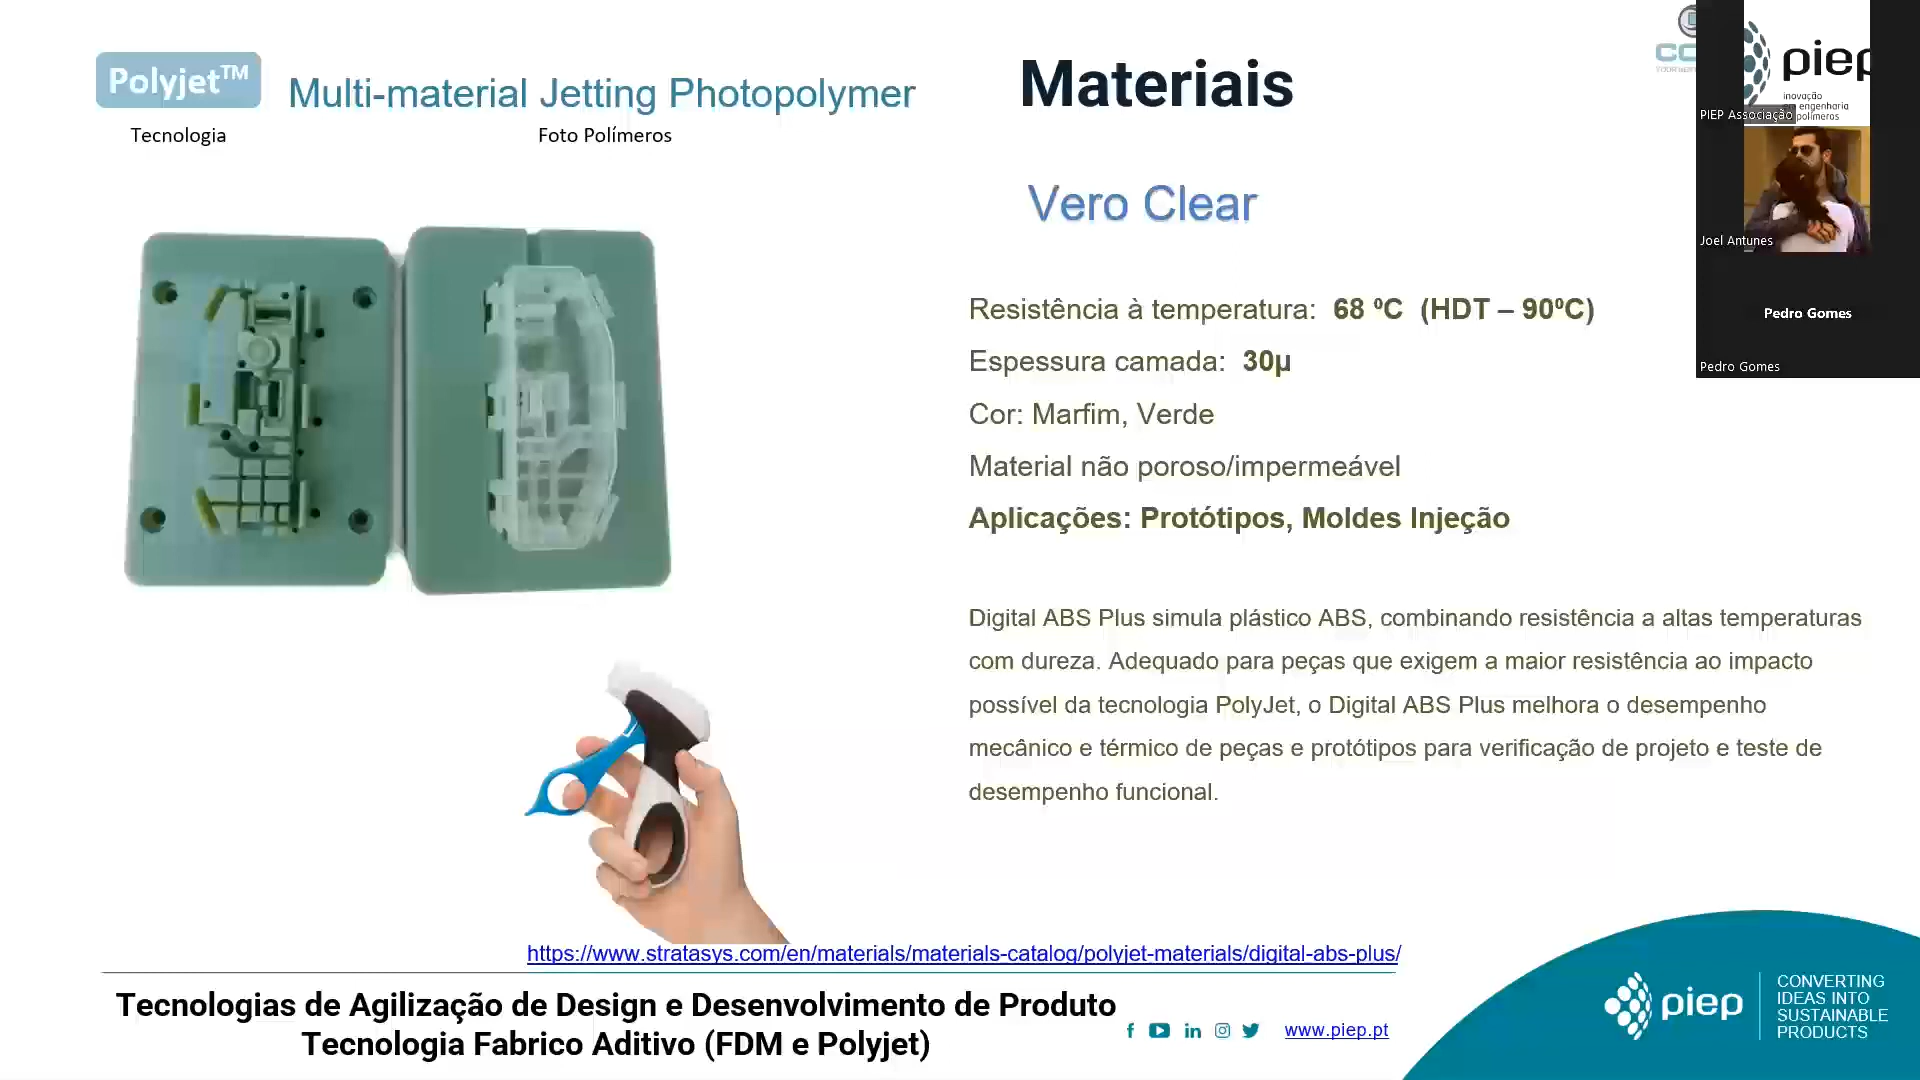 Polyjet™
Tecnologia
Multi-material Jetting Photopolymer
Foto Polímeros
Materiais
Vero Clear
Resistência à temperatura: 68 ºC (HDT – 90ºC)
Espessura camada: 30µ
Cor: Marfim, Verde
Material não poroso/impermeável
Aplicações: Protótipos, Moldes Injeção
Digital ABS Plus simula plástico ABS, combinando resistência a altas temperaturas
com dureza. Adequado para peças que exigem a maior resistência ao impacto
possível da tecnologia PolyJet, o Digital ABS Plus melhora o desempenho
mecânico e térmico de peças e protótipos para verificação de projeto e teste de
desempenho funcional.
https://www.stratasys.com/en/materials/materials-catalog/polyjet-materials/digital-abs-plus/
Tecnologias de Agilização de Design e Desenvolvimento de Produto
Tecnologia Fabrico Aditivo (FDM e Polyjet)
www.piep.pt
piep
CONVERTING
IDEAS INTO
SUSTAINABLE
PRODUCTS
piep
inovação
engenharia
polímeros
PIEP Associação
Joel Antunes
Pedro Gomes
Pedro Gomes